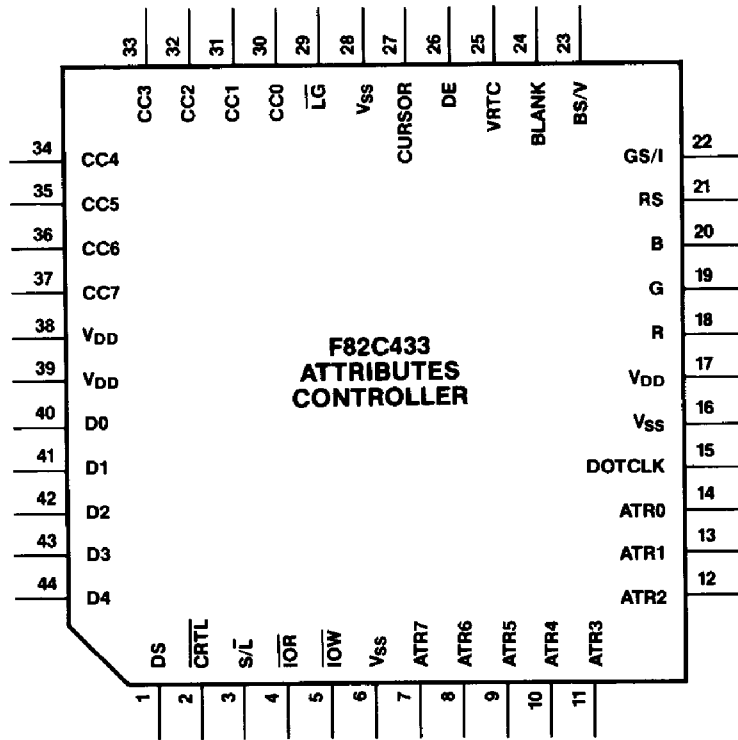 33 32 31 30 29 28 27 26 25 24 23
CC3 CC2 CC1 CC0 L̅G̅ VSS CURSOR DE VRTC BLANK BS/V
34 CC4
35 CC5
36 CC6
37 CC7
38 VDD
39 VDD
40 D0
41 D1
42 D2
43 D3
44 D4
F82C433
ATTRIBUTES
CONTROLLER
GS/I 22
RS 21
B 20
G 19
R 18
VDD 17
VSS 16
DOTCLK 15
ATR0 14
ATR1 13
ATR2 12
DS C̅R̅T̅L̅ S/L̅ I̅O̅R̅ I̅O̅W̅ VSS ATR7 ATR6 ATR5 ATR4 ATR3
1 2 3 4 5 6 7 8 9 10 11